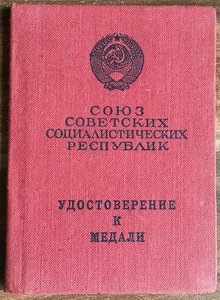 СОЮЗ
СОВЕТСКИХ
СОЦИАЛИСТИЧЕСКИХ
РЕСПУБЛИК
УДОСТОВЕРЕНИЕ
К
МЕДАЛИ